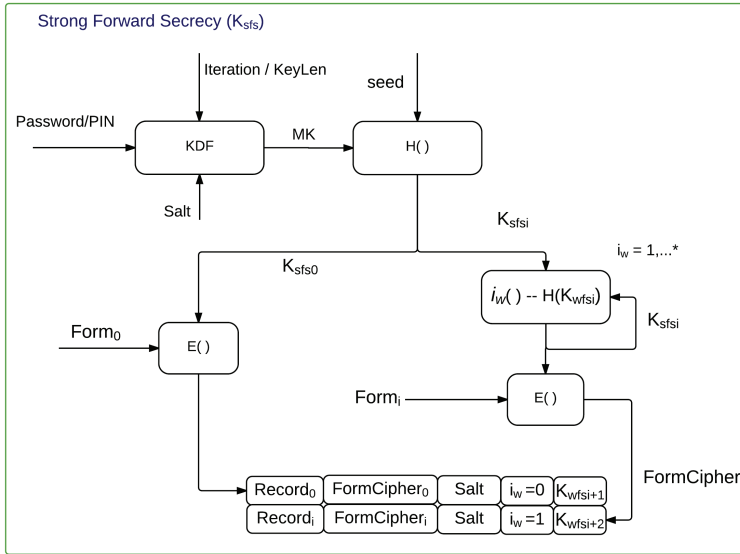 Strong Forward Secrecy (Ksfs)
Iteration / KeyLen
seed
Password/PIN
KDF
MK
H( )
Salt
Ksfsi
Ksfs0
iw = 1,...*
iw( ) -- H(Kwfsi)
Ksfsi
Form0
E( )
Formi
E( )
FormCipher
Record0 FormCipher0 Salt iw =0 Kwfsi+1
Recordi FormCipheri Salt iw =1 Kwfsi+2